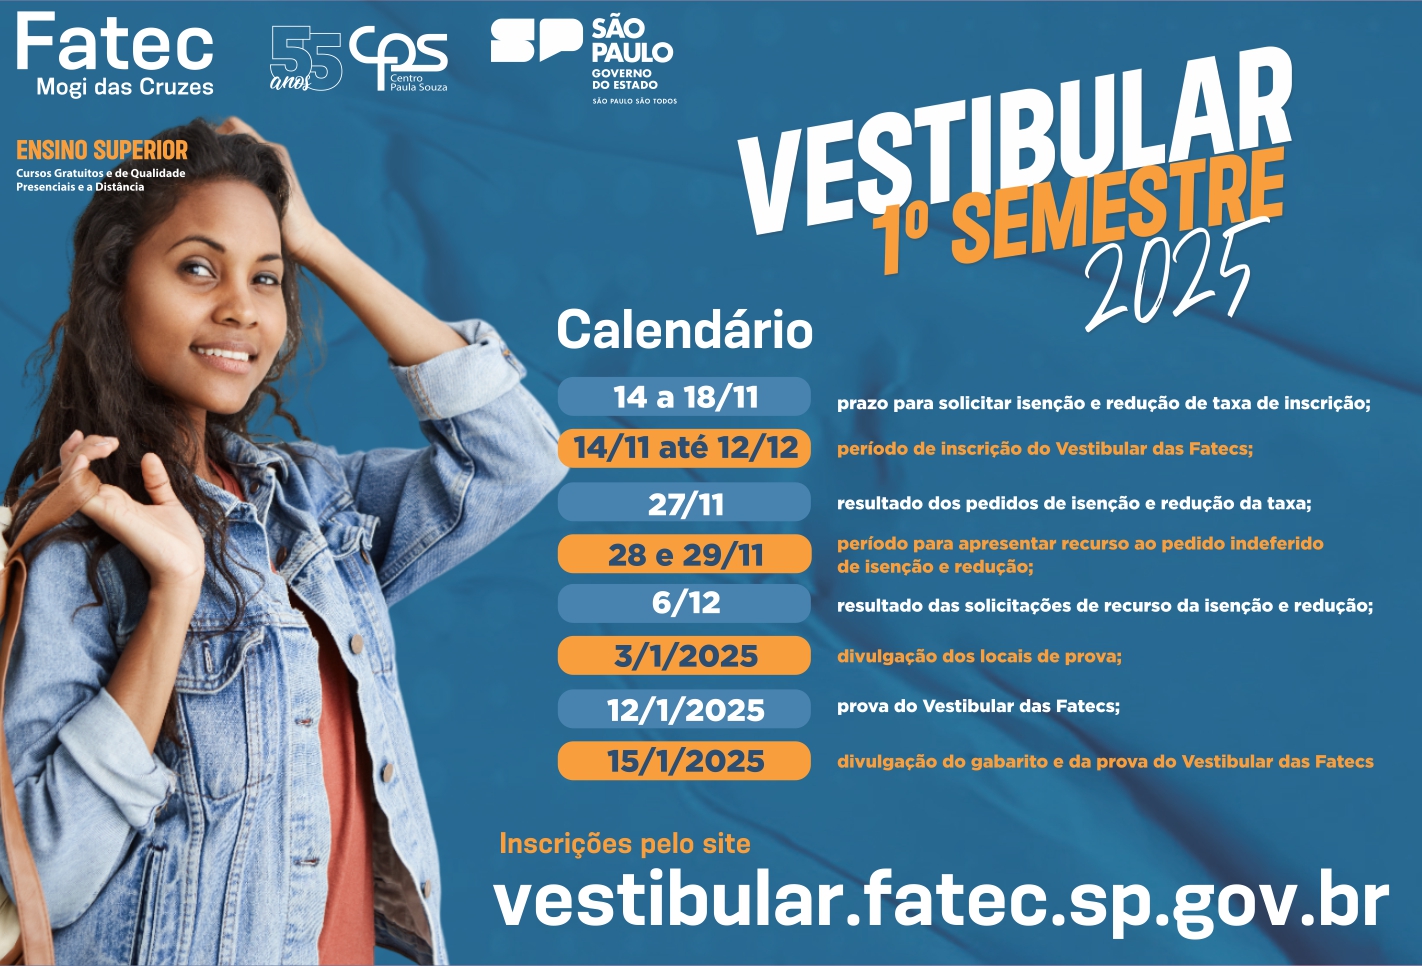 Fatec
Mogi das Cruzes
55
anos
CPS
Centro
Paula Souza
SP
SÃO
PAULO
GOVERNO
DO ESTADO
SÃO PAULO SÃO TODOS
ENSINO SUPERIOR
Cursos Gratuitos e de Qualidade
Presenciais e a Distância
VESTIBULAR
1º SEMESTRE
2025
Calendário
14 a 18/11 prazo para solicitar isenção e redução de taxa de inscrição;
14/11 até 12/12 período de inscrição do Vestibular das Fatecs;
27/11 resultado dos pedidos de isenção e redução da taxa;
28 e 29/11 período para apresentar recurso ao pedido indeferido
de isenção e redução;
6/12 resultado das solicitações de recurso da isenção e redução;
3/1/2025 divulgação dos locais de prova;
12/1/2025 prova do Vestibular das Fatecs;
15/1/2025 divulgação do gabarito e da prova do Vestibular das Fatecs
Inscrições pelo site
vestibular.fatec.sp.gov.br